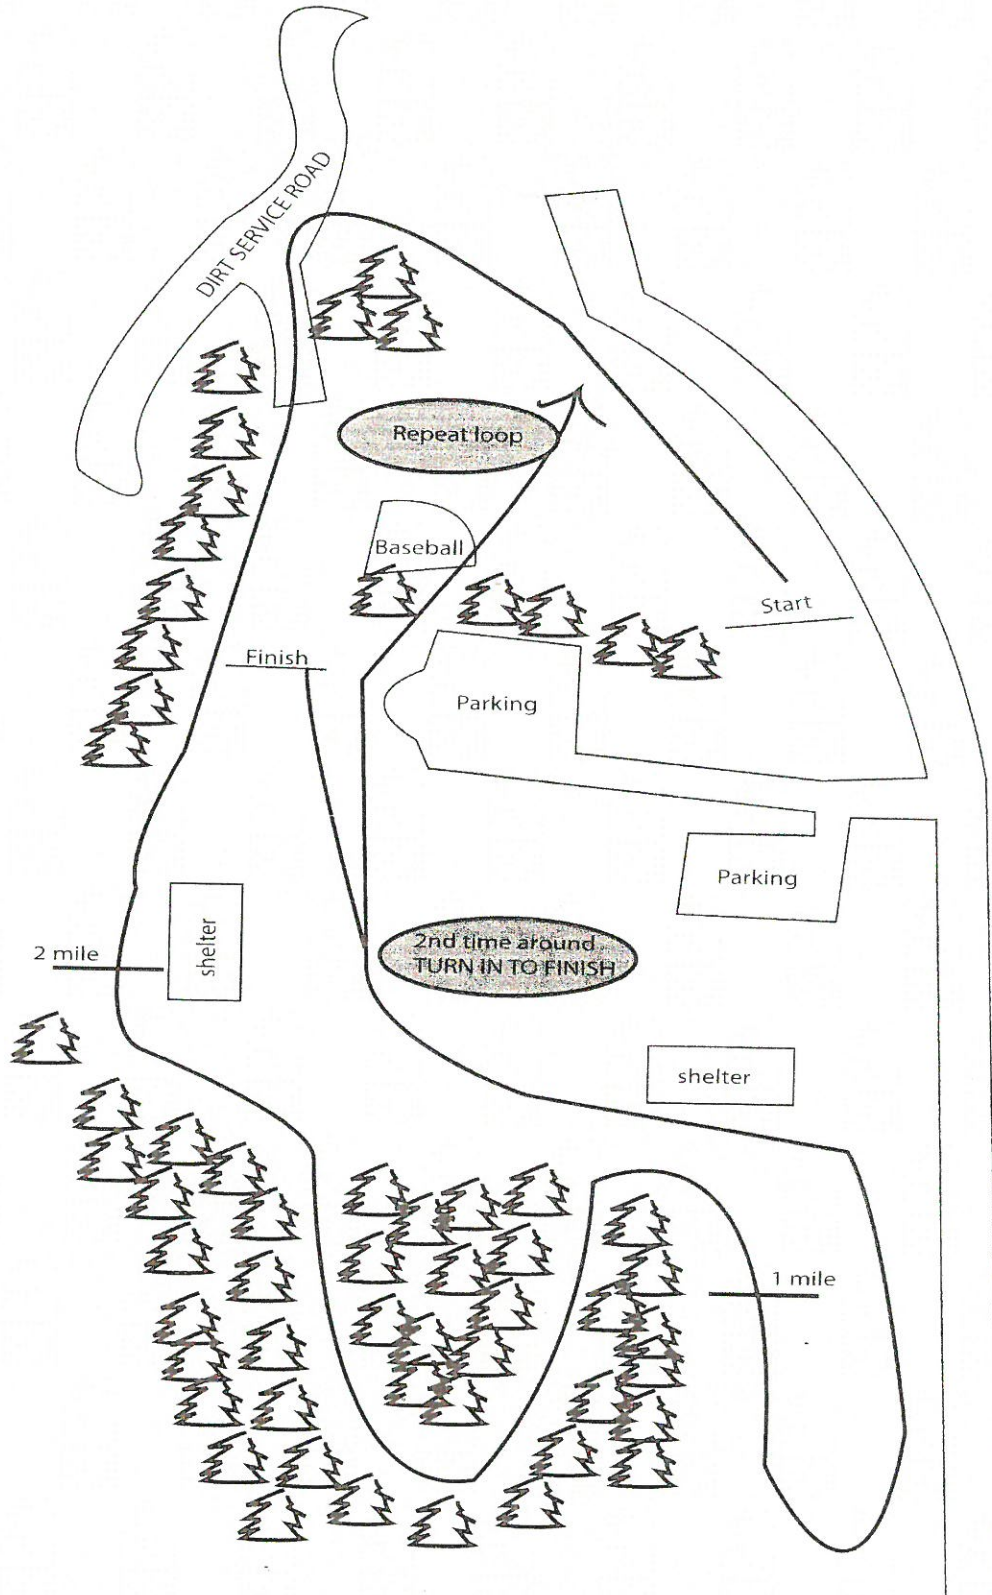 DIRT SERVICE ROAD
Repeat loop
Baseball
Start
Finish
Parking
Parking
shelter
2 mile
2nd time around
TURN IN TO FINISH
shelter
1 mile